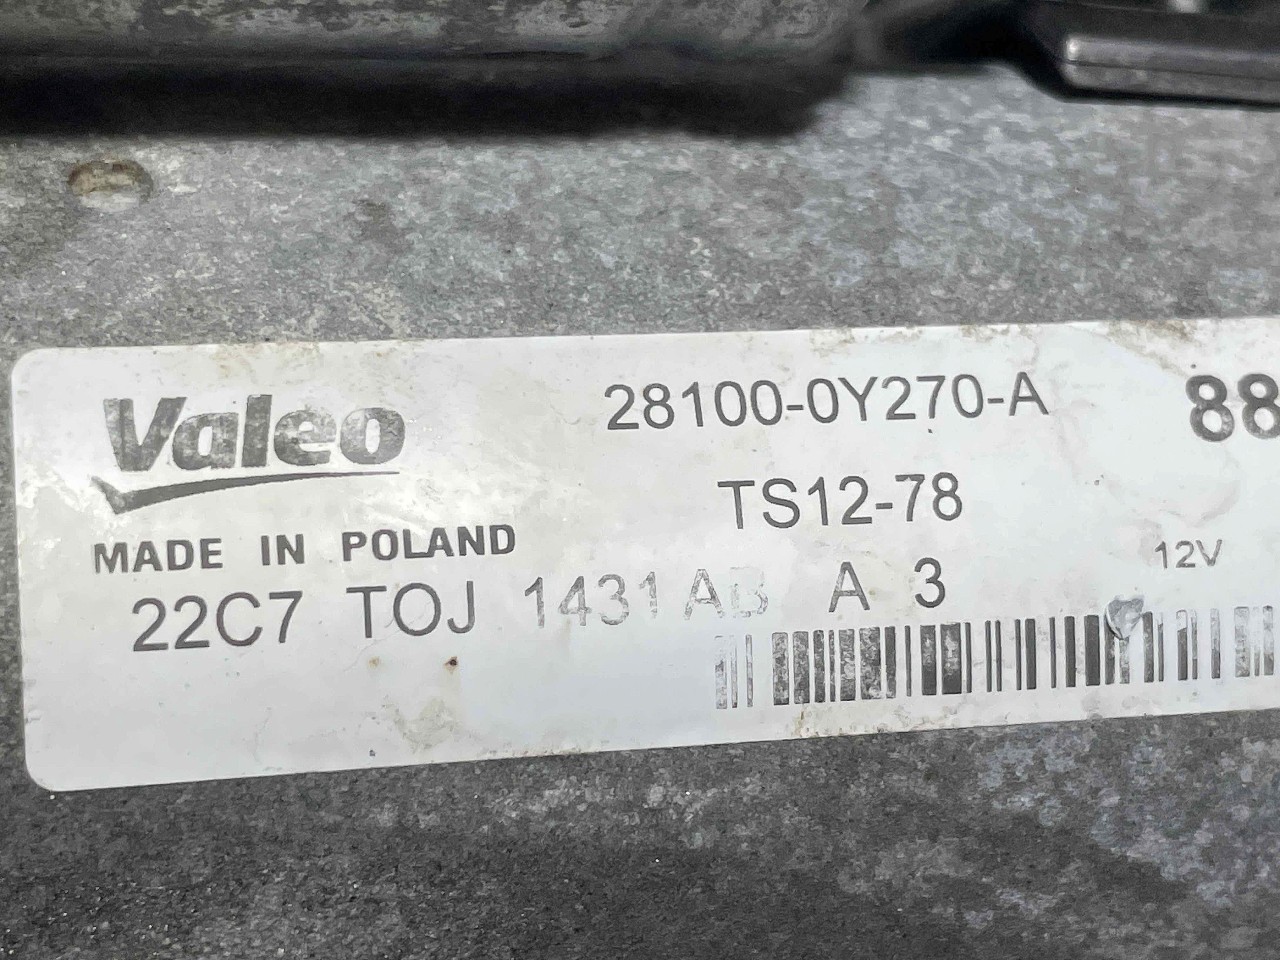 Valeo
28100-0Y270-A
88
TS12-78
MADE IN POLAND
12V
22C7 TOJ 1431 AB A 3